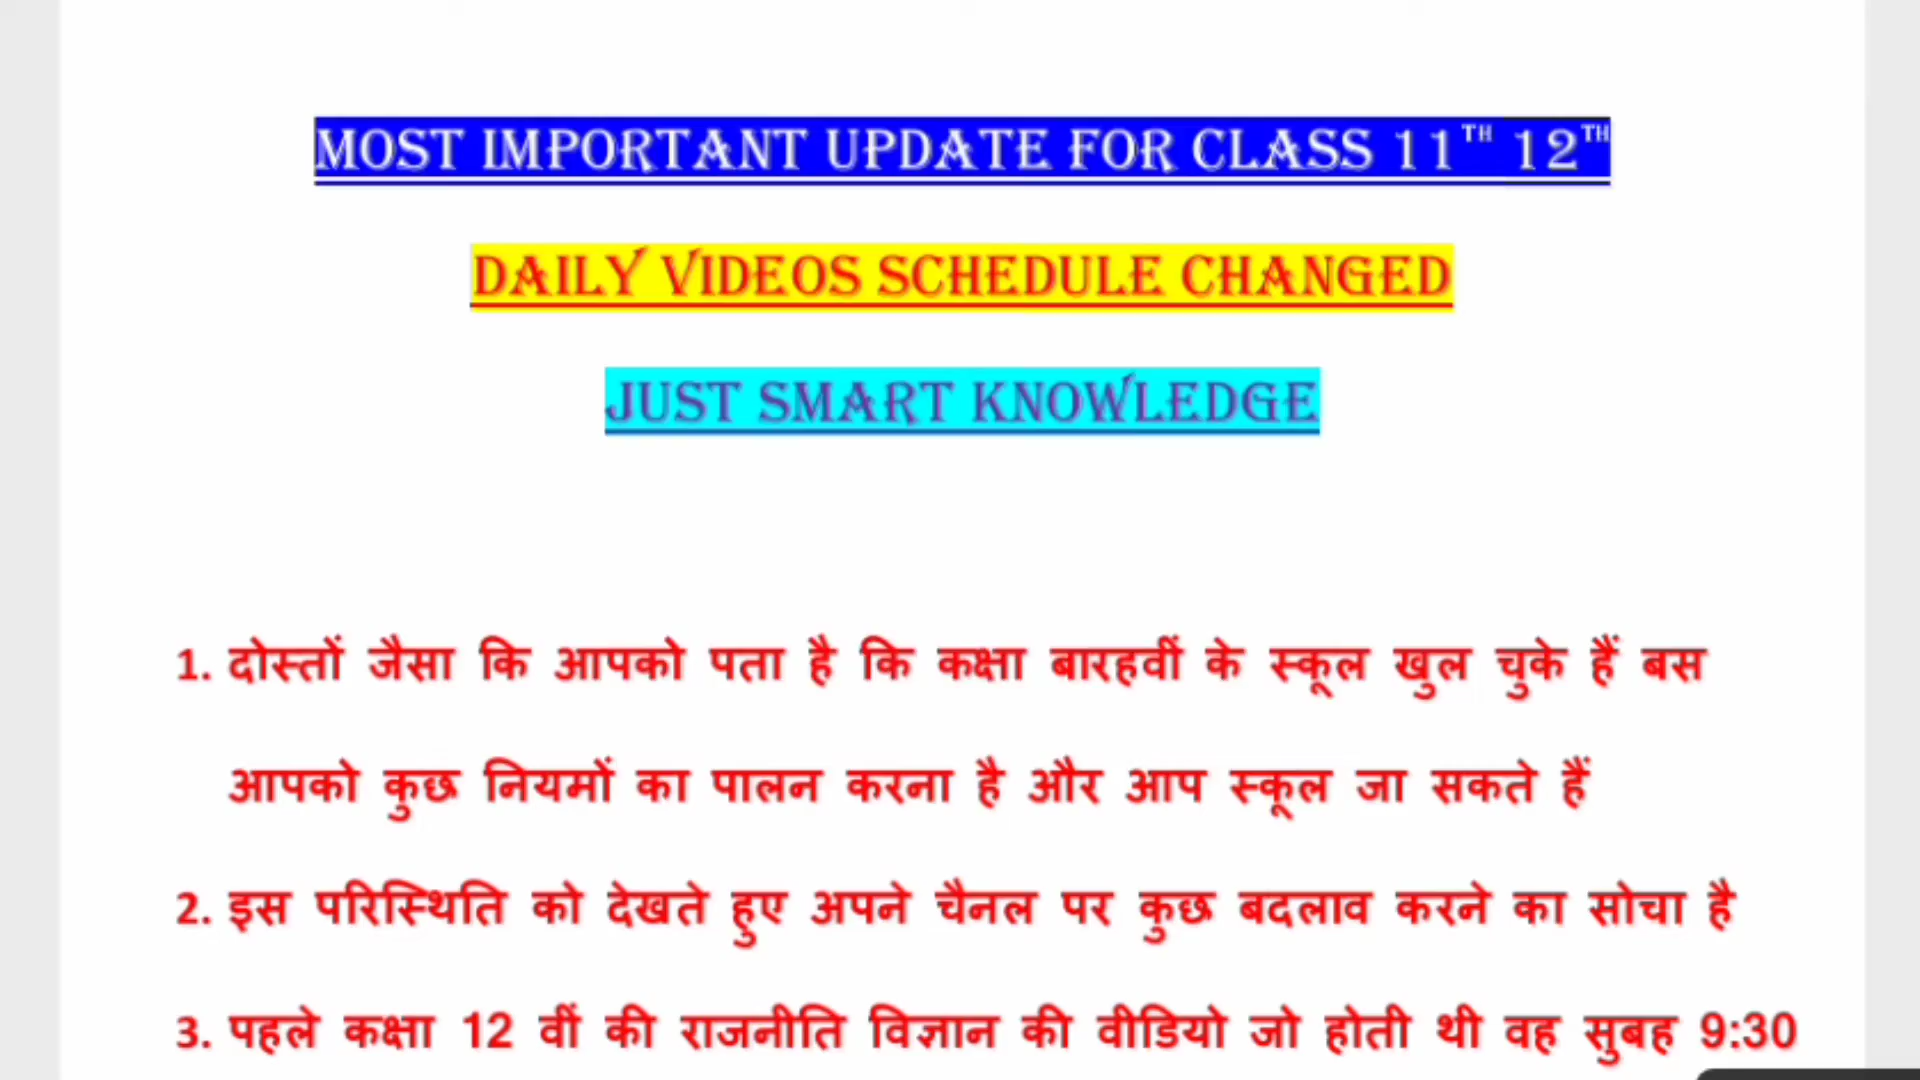 MOST IMPORTANT UPDATE FOR CLASS 11TH 12TH
DAILY VIDEOS SCHEDULE CHANGED
JUST SMART KNOWLEDGE
1. दोस्तों जैसा कि आपको पता है कि कक्षा बारहवीं के स्कूल खुल चुके हैं बस
आपको कुछ नियमों का पालन करना है और आप स्कूल जा सकते हैं
2. इस परिस्थिति को देखते हुए अपने चैनल पर कुछ बदलाव करने का सोचा है
3. पहले कक्षा 12 वीं की राजनीति विज्ञान की वीडियो जो होती थी वह सुबह 9:30